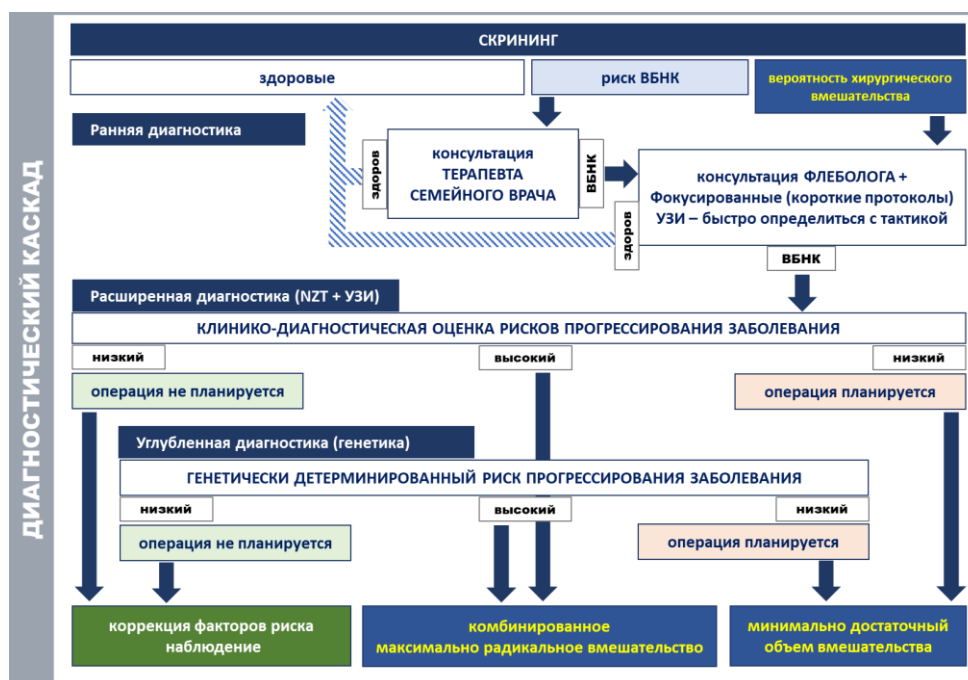 ДИАГНОСТИЧЕСКИЙ КАСКАД
СКРИНИНГ
здоровые
риск ВБНК
вероятность хирургического
вмешательства
Ранняя диагностика
здоров
консультация
ТЕРАПЕВТА
СЕМЕЙНОГО ВРАЧА
ВБНК
консультация ФЛЕБОЛОГА +
Фокусированные (короткие протоколы)
УЗИ – быстро определиться с тактикой
здоров
ВБНК
Расширенная диагностика (NZT + УЗИ)
КЛИНИКО-ДИАГНОСТИЧЕСКАЯ ОЦЕНКА РИСКОВ ПРОГРЕССИРОВАНИЯ ЗАБОЛЕВАНИЯ
низкий
высокий
низкий
операция не планируется
операция планируется
Углубленная диагностика (генетика)
ГЕНЕТИЧЕСКИ ДЕТЕРМИНИРОВАННЫЙ РИСК ПРОГРЕССИРОВАНИЯ ЗАБОЛЕВАНИЯ
низкий
высокий
низкий
операция не планируется
операция планируется
коррекция факторов риска
наблюдение
комбинированное
максимально радикальное вмешательство
минимально достаточный
объем вмешательства